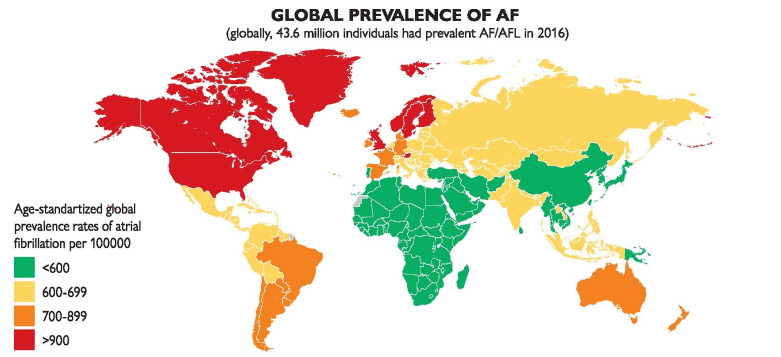 GLOBAL PREVALENCE OF AF
(globally, 43.6 million individuals had prevalent AF/AFL in 2016)
Age-standartized global
prevalence rates of atrial
fibrillation per 100000
<600
600-699
700-899
>900